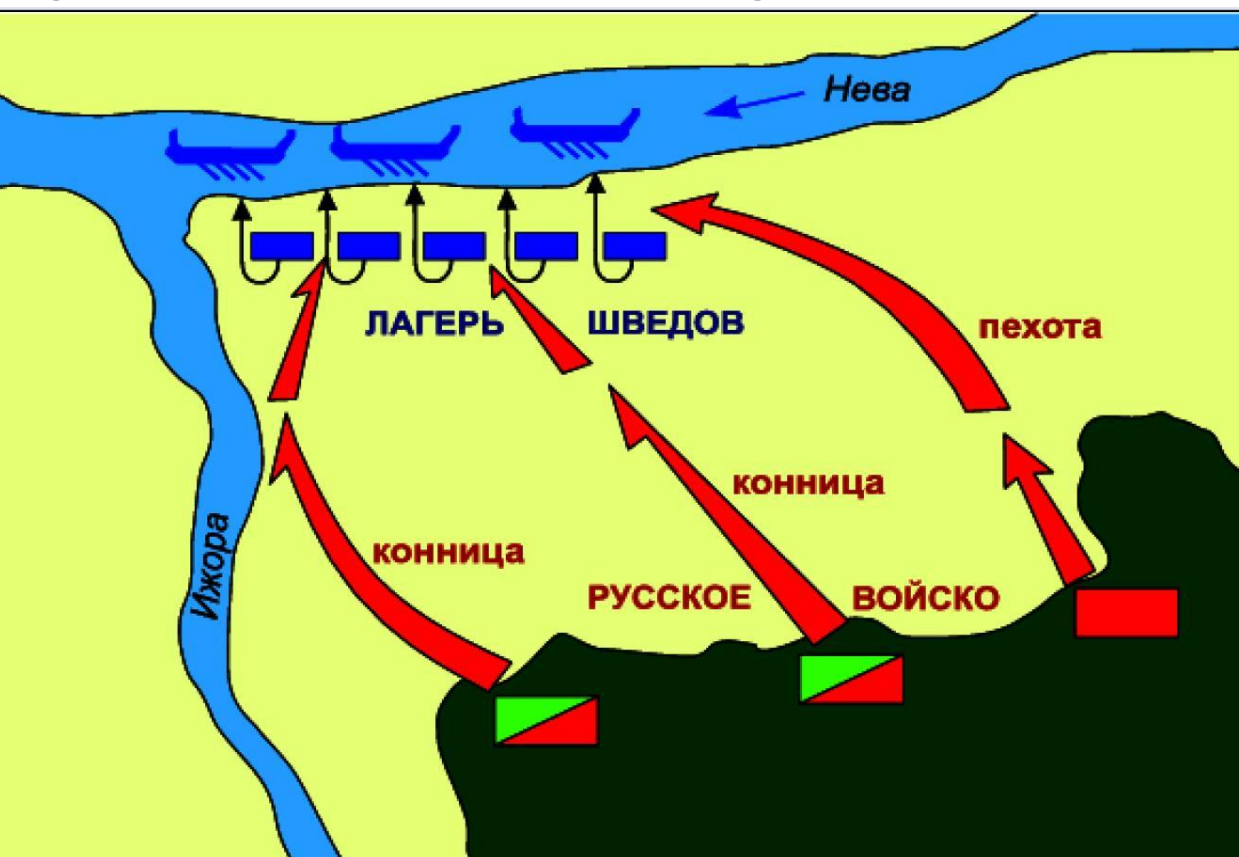 Нева
ЛАГЕРЬ ШВЕДОВ
пехота
конница
конница
Ижора
РУССКОЕ ВОЙСКО